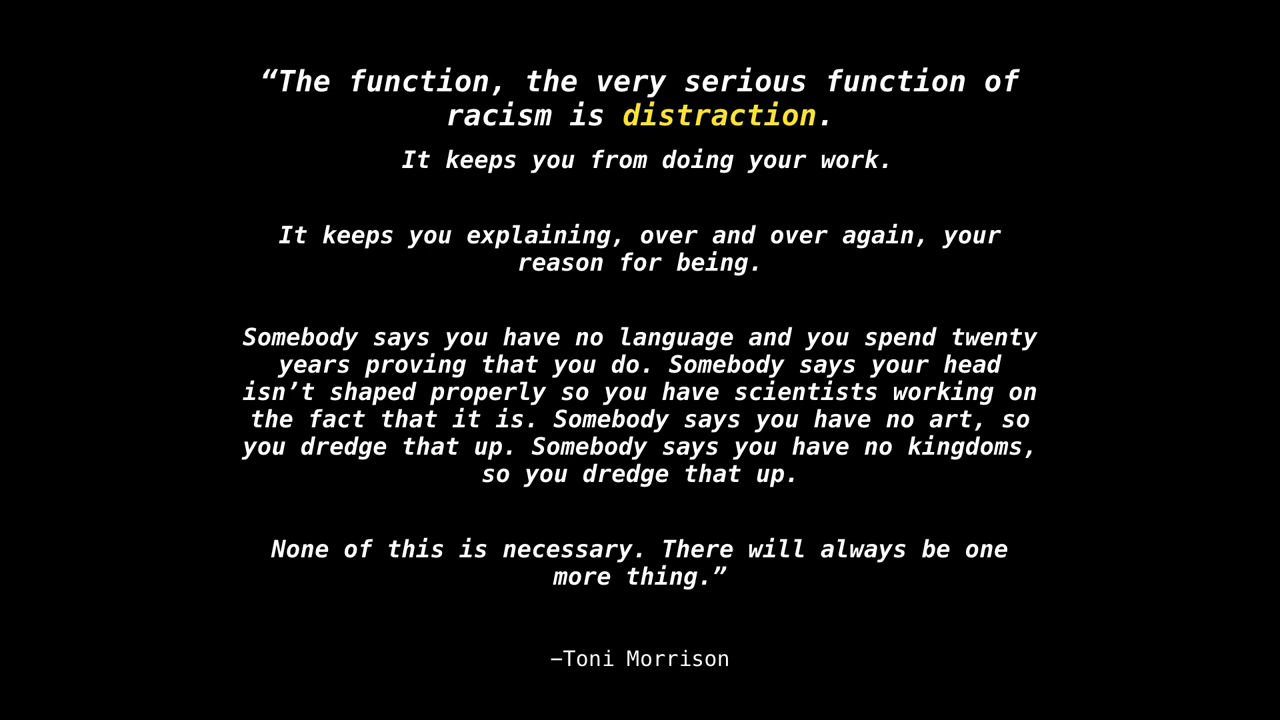 “The function, the very serious function of
racism is distraction.
It keeps you from doing your work.
It keeps you explaining, over and over again, your
reason for being.
Somebody says you have no language and you spend twenty
years proving that you do. Somebody says your head
isn’t shaped properly so you have scientists working on
the fact that it is. Somebody says you have no art, so
you dredge that up. Somebody says you have no kingdoms,
so you dredge that up.
None of this is necessary. There will always be one
more thing.”
—Toni Morrison